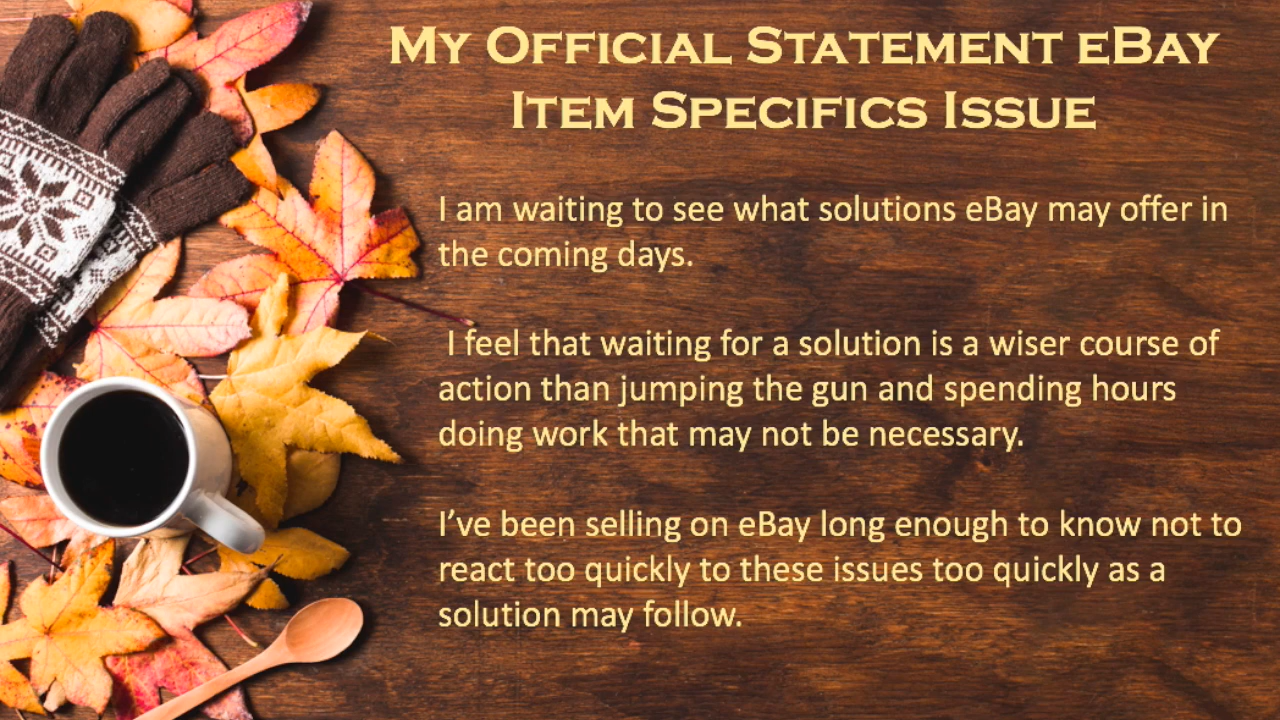 My Official Statement eBay
Item Specifics Issue
I am waiting to see what solutions eBay may offer in
the coming days.
I feel that waiting for a solution is a wiser course of
action than jumping the gun and spending hours
doing work that may not be necessary.
I’ve been selling on eBay long enough to know not to
react too quickly to these issues too quickly as a
solution may follow.